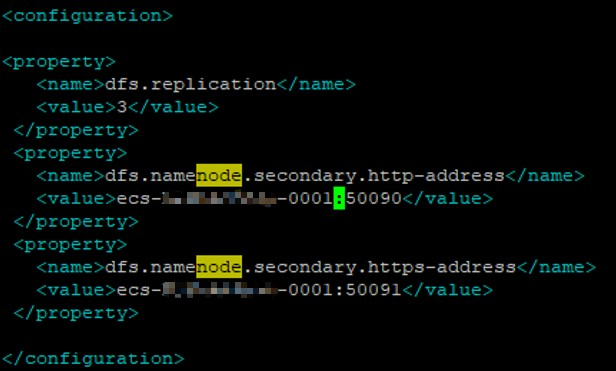 <configuration>
<property>
<name>dfs.replication</name>
<value>3</value>
</property>
<property>
<name>dfs.namenode.secondary.http-address</name>
<value>ecs- -0001:50090</value>
</property>
<property>
<name>dfs.namenode.secondary.https-address</name>
<value>ecs- -0001:50091</value>
</property>
</configuration>